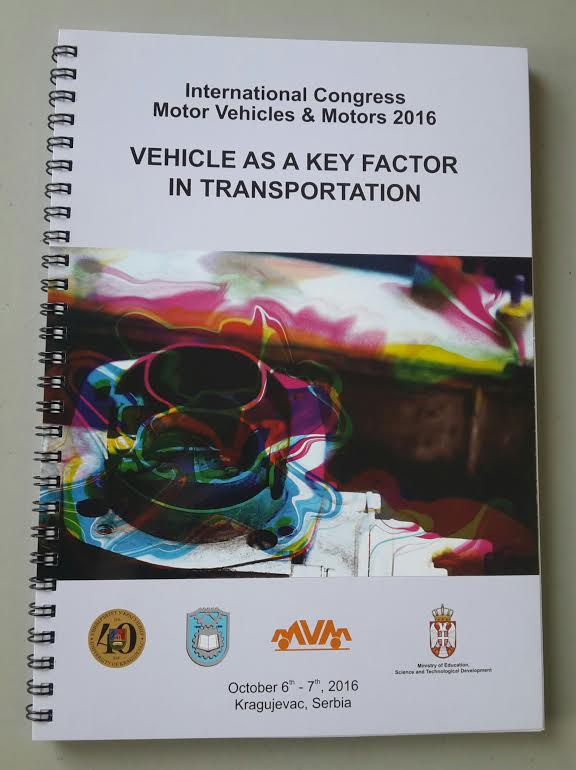 International Congress
Motor Vehicles & Motors 2016
VEHICLE AS A KEY FACTOR
IN TRANSPORTATION
40
MVM
Ministry of Education,
Science and Technological Development
October 6th - 7th, 2016
Kragujevac, Serbia